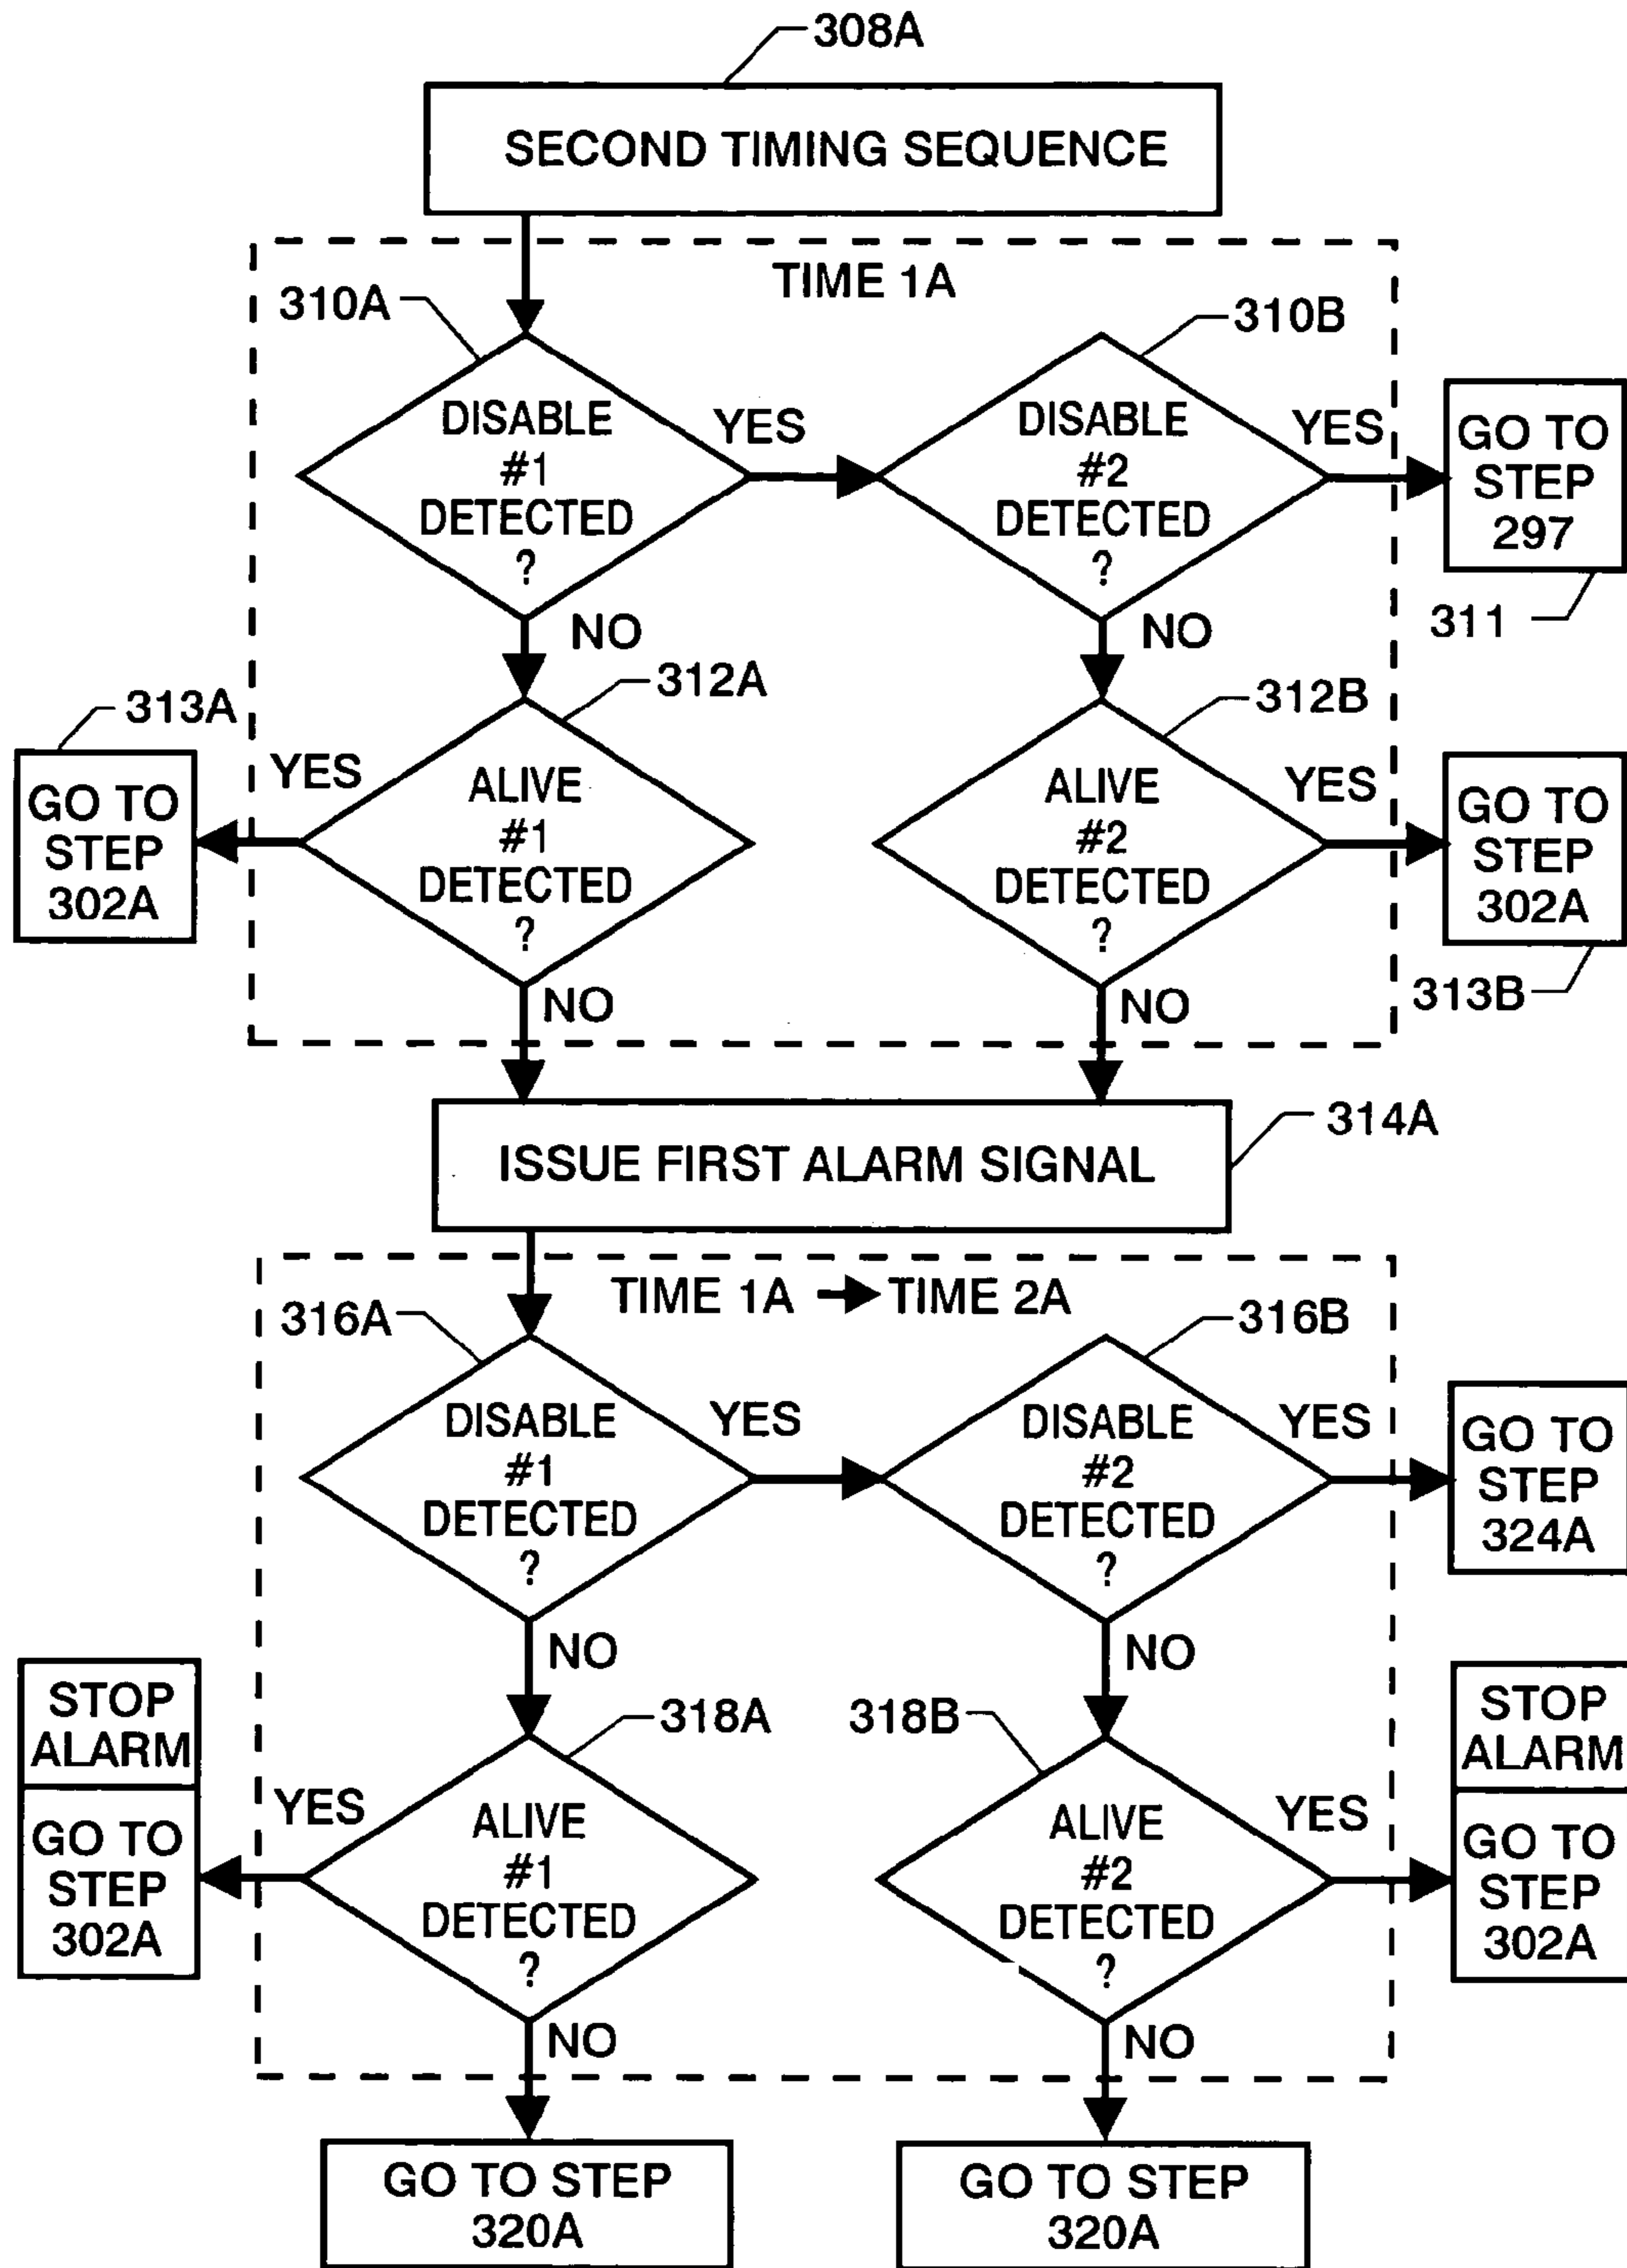 308A
SECOND TIMING SEQUENCE
TIME 1A
310A
310B
DISABLE
#1
DETECTED
?
YES
DISABLE
#2
DETECTED
?
YES
GO TO
STEP
297
311
NO
NO
312A
312B
313A
GO TO
STEP
302A
YES
ALIVE
#1
DETECTED
?
ALIVE
#2
DETECTED
?
YES
GO TO
STEP
302A
313B
NO
NO
314A
ISSUE FIRST ALARM SIGNAL
TIME 1A → TIME 2A
316A
316B
DISABLE
#1
DETECTED
?
YES
DISABLE
#2
DETECTED
?
YES
GO TO
STEP
324A
NO
NO
318A
318B
STOP
ALARM
GO TO
STEP
302A
YES
ALIVE
#1
DETECTED
?
ALIVE
#2
DETECTED
?
YES
STOP
ALARM
GO TO
STEP
302A
NO
NO
GO TO STEP
320A
GO TO STEP
320A